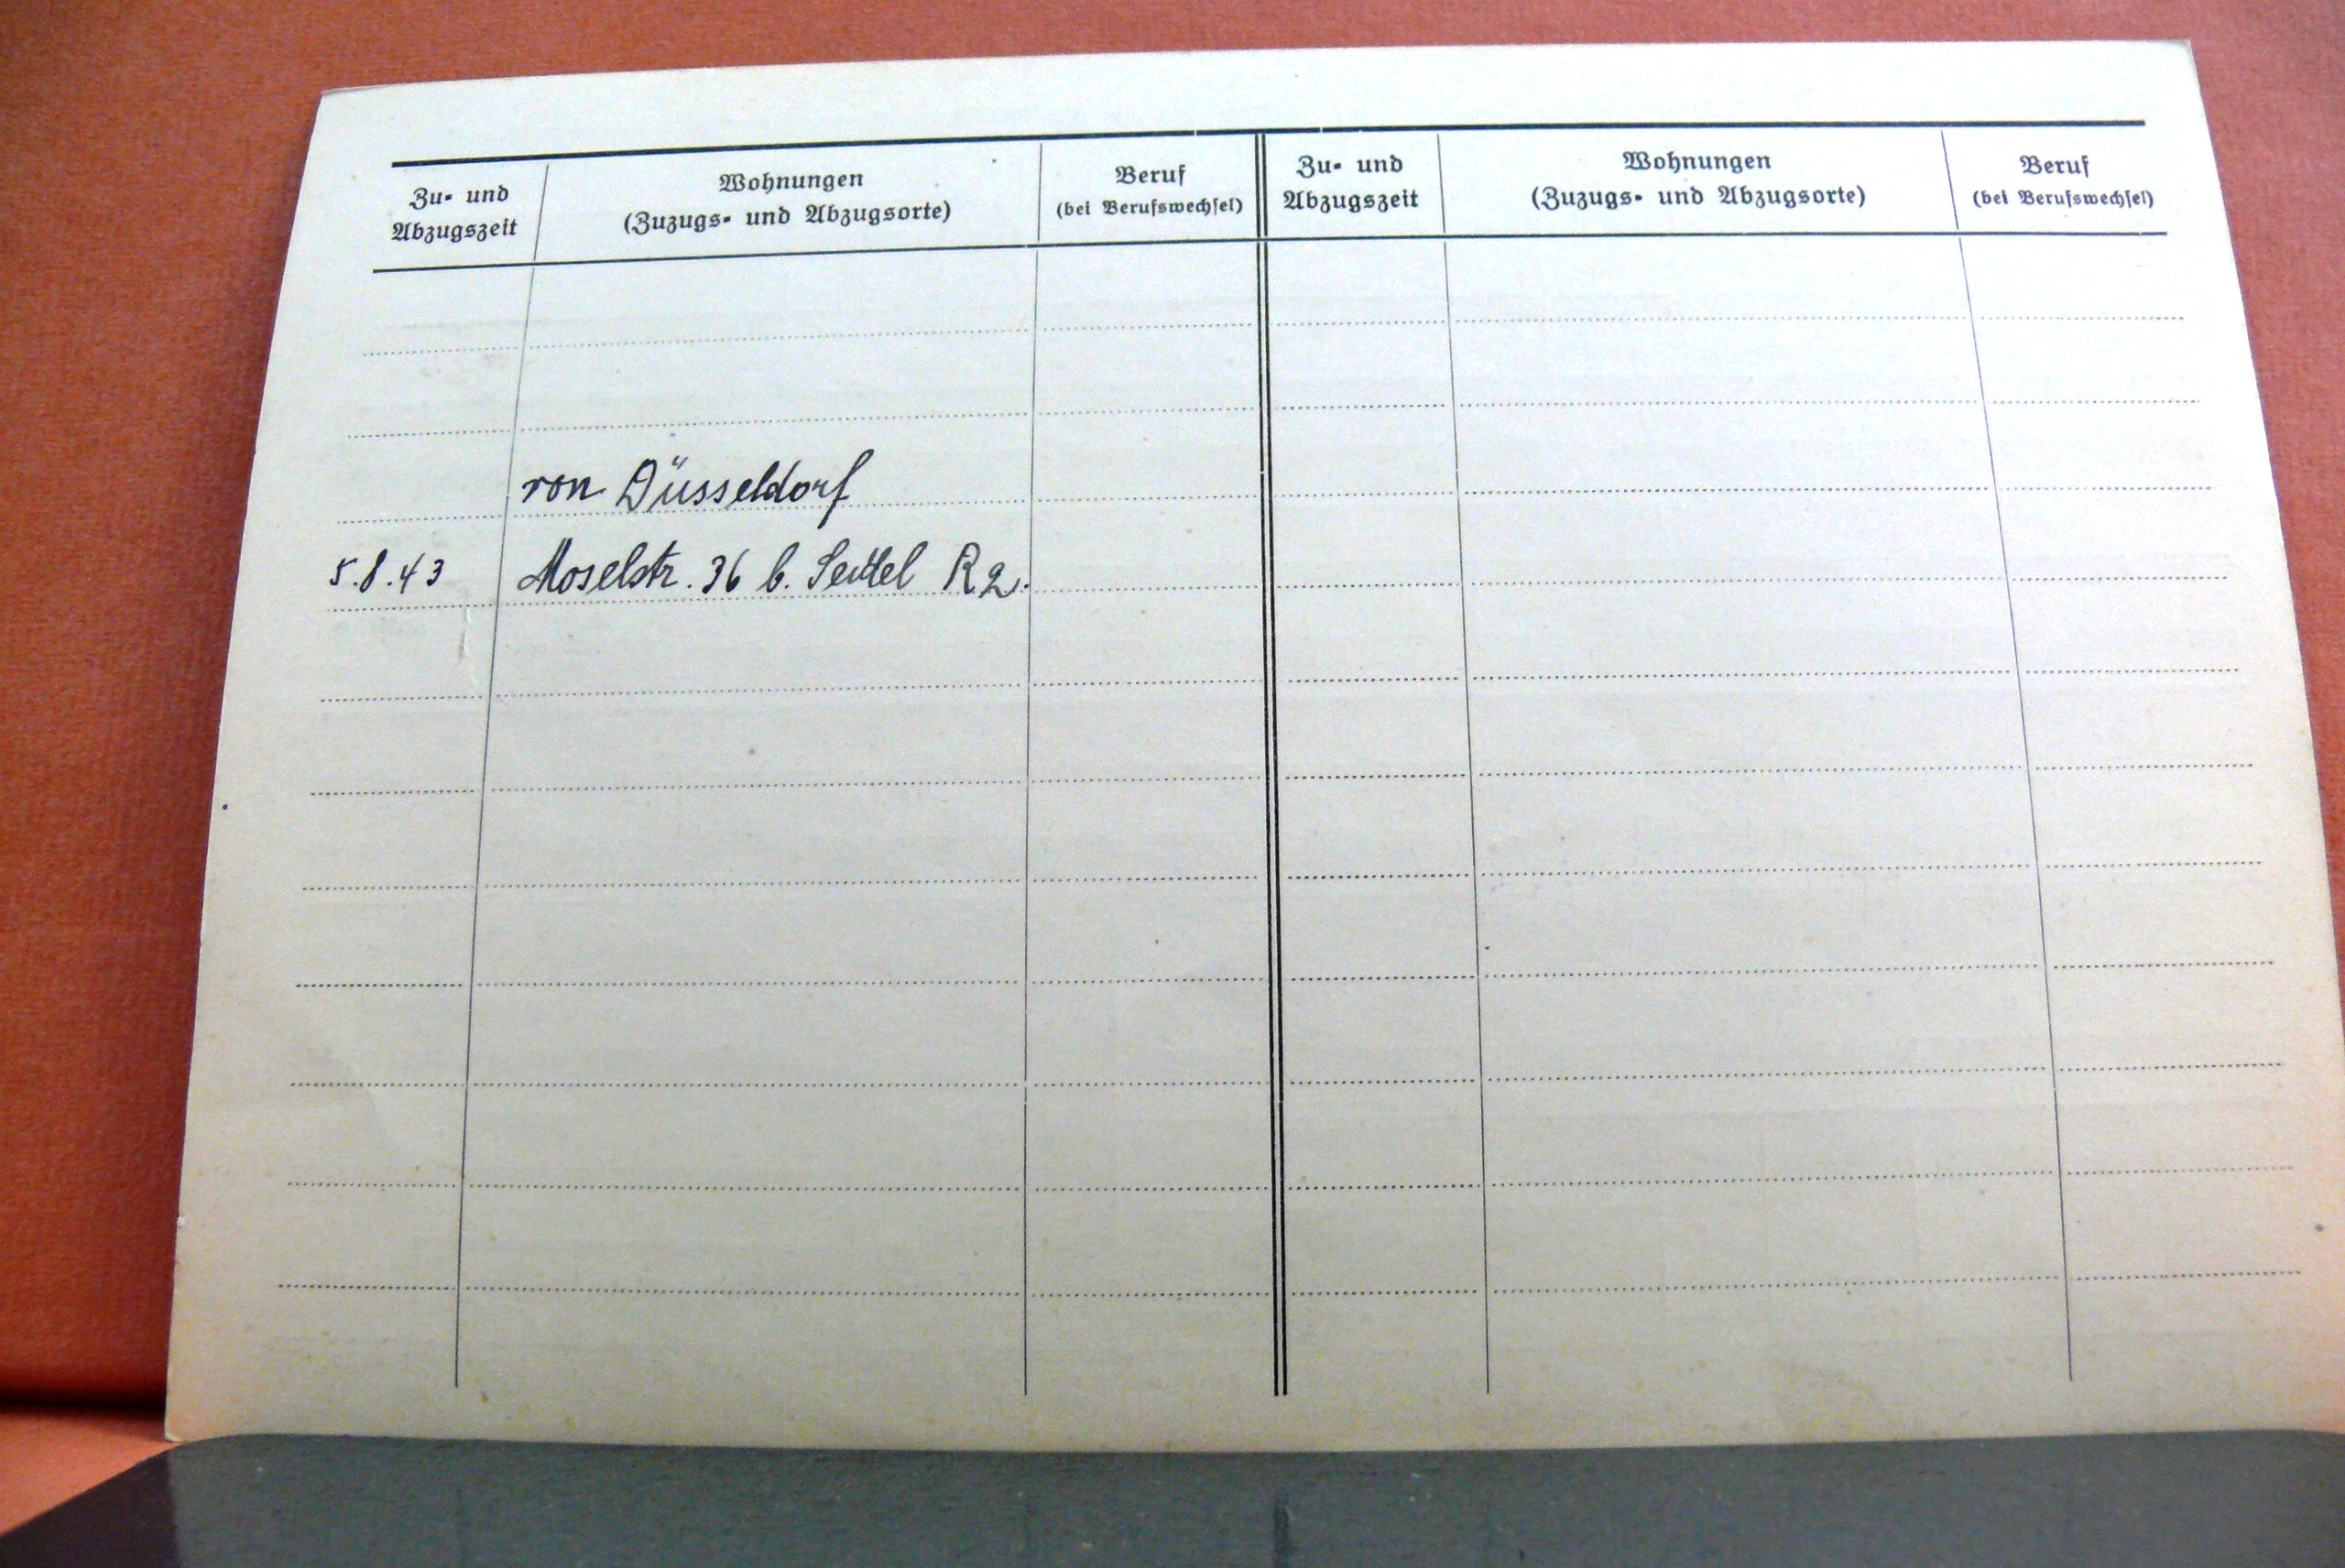 Zu- und
Abzugszeit
Wohnungen
(Zuzugs- und Abzugsorte)
Beruf
(bei Berufswechsel)
Zu- und
Abzugszeit
Wohnungen
(Zuzugs- und Abzugsorte)
Beruf
(bei Berufswechsel)
von Düsseldorf
5.8.43 Moselstr. 36 b. Seidel R2.